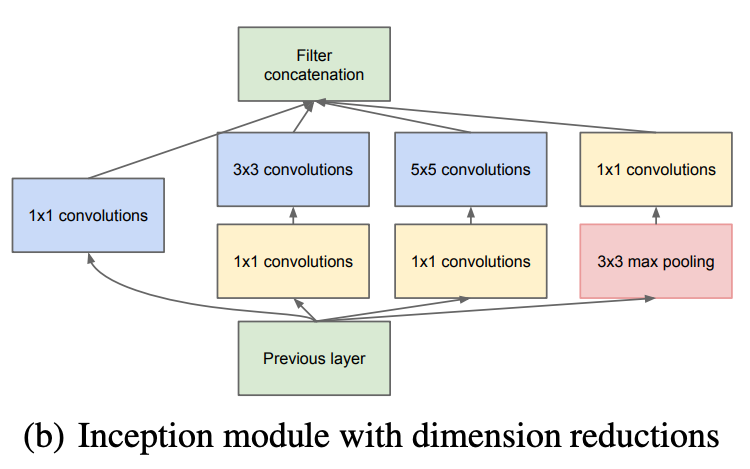 Filter
concatenation
3x3 convolutions
5x5 convolutions
1x1 convolutions
1x1 convolutions
1x1 convolutions
1x1 convolutions
3x3 max pooling
Previous layer
(b) Inception module with dimension reductions